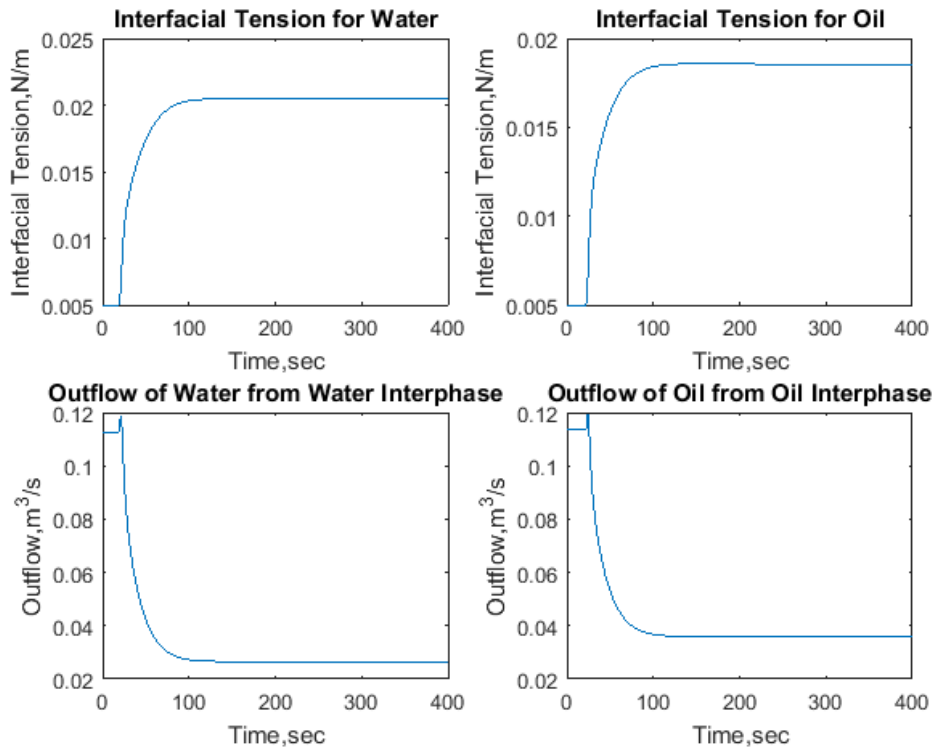 Interfacial Tension for Water
Interfacial Tension,N/m
0.025
0.02
0.015
0.01
0.005
0 100 200 300 400
Time,sec
Interfacial Tension for Oil
Interfacial Tension,N/m
0.02
0.015
0.01
0.005
0 100 200 300 400
Time,sec
Outflow of Water from Water Interphase
Outflow,m³/s
0.12
0.1
0.08
0.06
0.04
0.02
0 100 200 300 400
Time,sec
Outflow of Oil from Oil Interphase
Outflow,m³/s
0.12
0.1
0.08
0.06
0.04
0.02
0 100 200 300 400
Time,sec